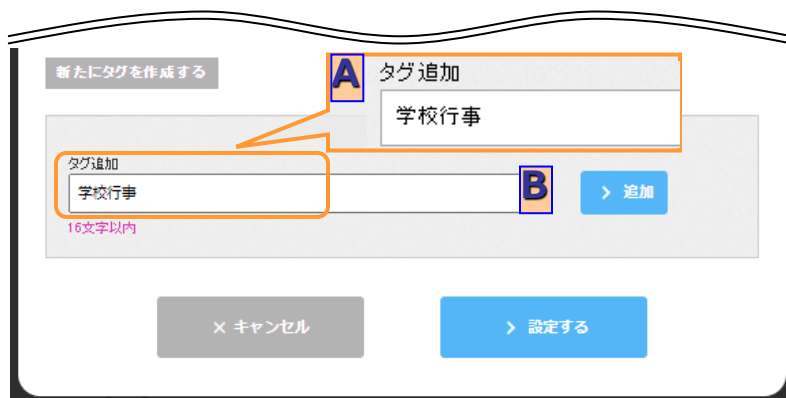 新たにタグを作成する
A
タグ追加
学校行事
タグ追加
学校行事
B
> 追加
16文字以内
× キャンセル
> 設定する